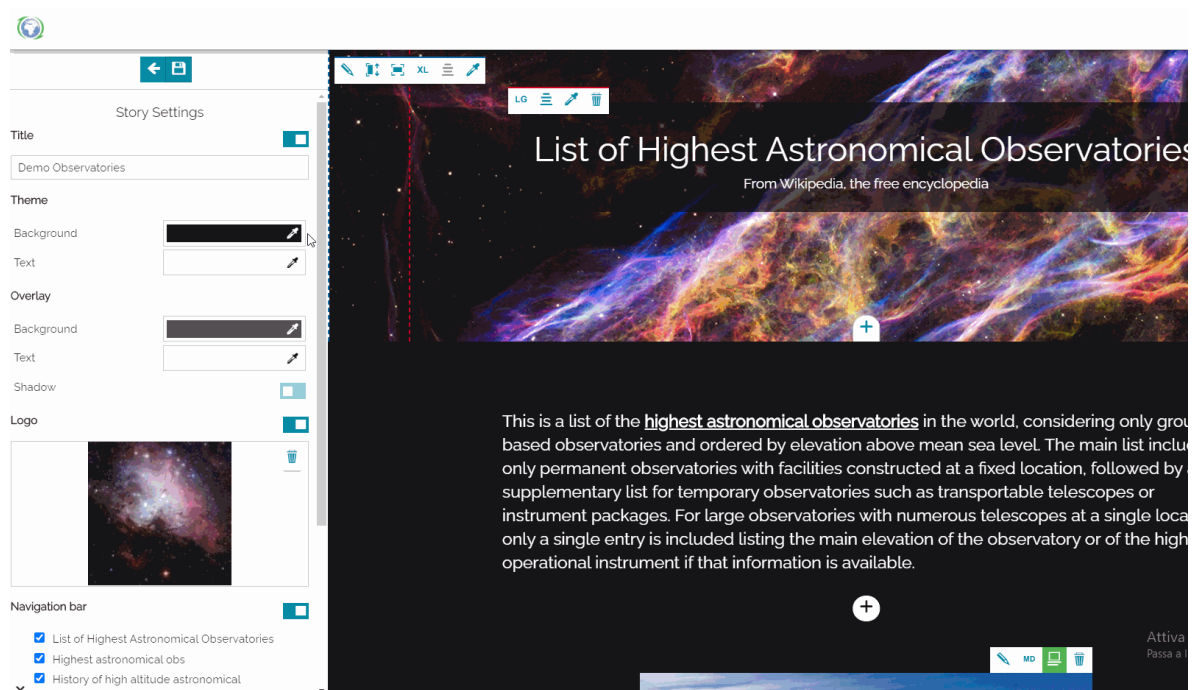 Story Settings
Title
Demo Observatories
Theme
Background
Text
Overlay
Background
Text
Shadow
Logo
Navigation bar
List of Highest Astronomical Observatories
Highest astronomical obs
History of high altitude astronomical
XL
LG
List of Highest Astronomical Observatories
From Wikipedia, the free encyclopedia
This is a list of the highest astronomical observatories in the world, considering only grou
based observatories and ordered by elevation above mean sea level. The main list includ
only permanent observatories with facilities constructed at a fixed location, followed by a
supplementary list for temporary observatories such as transportable telescopes or
instrument packages. For large observatories with numerous telescopes at a single loca
only a single entry is included listing the main elevation of the observatory or of the high
operational instrument if that information is available.
Attiva
Passa a I
MD